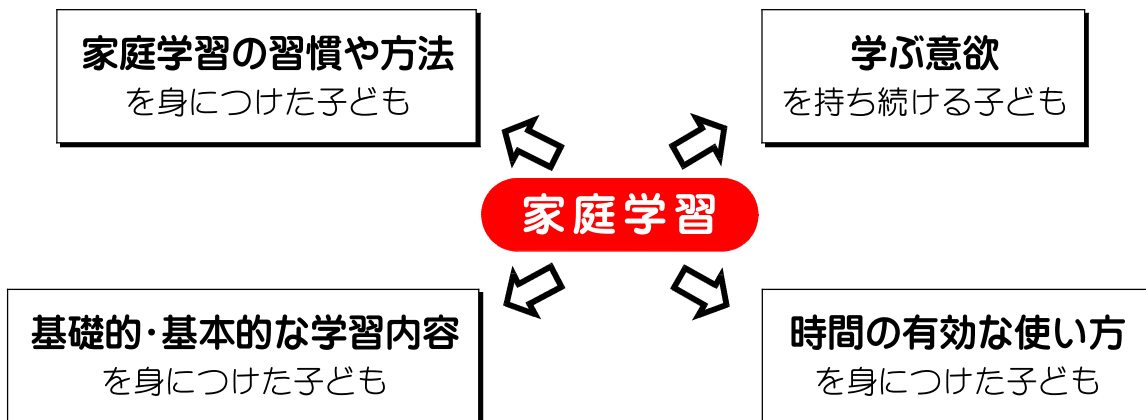 家庭学習の習慣や方法
を身につけた子ども
学ぶ意欲
を持ち続ける子ども
家庭学習
基礎的・基本的な学習内容
を身につけた子ども
時間の有効な使い方
を身につけた子ども